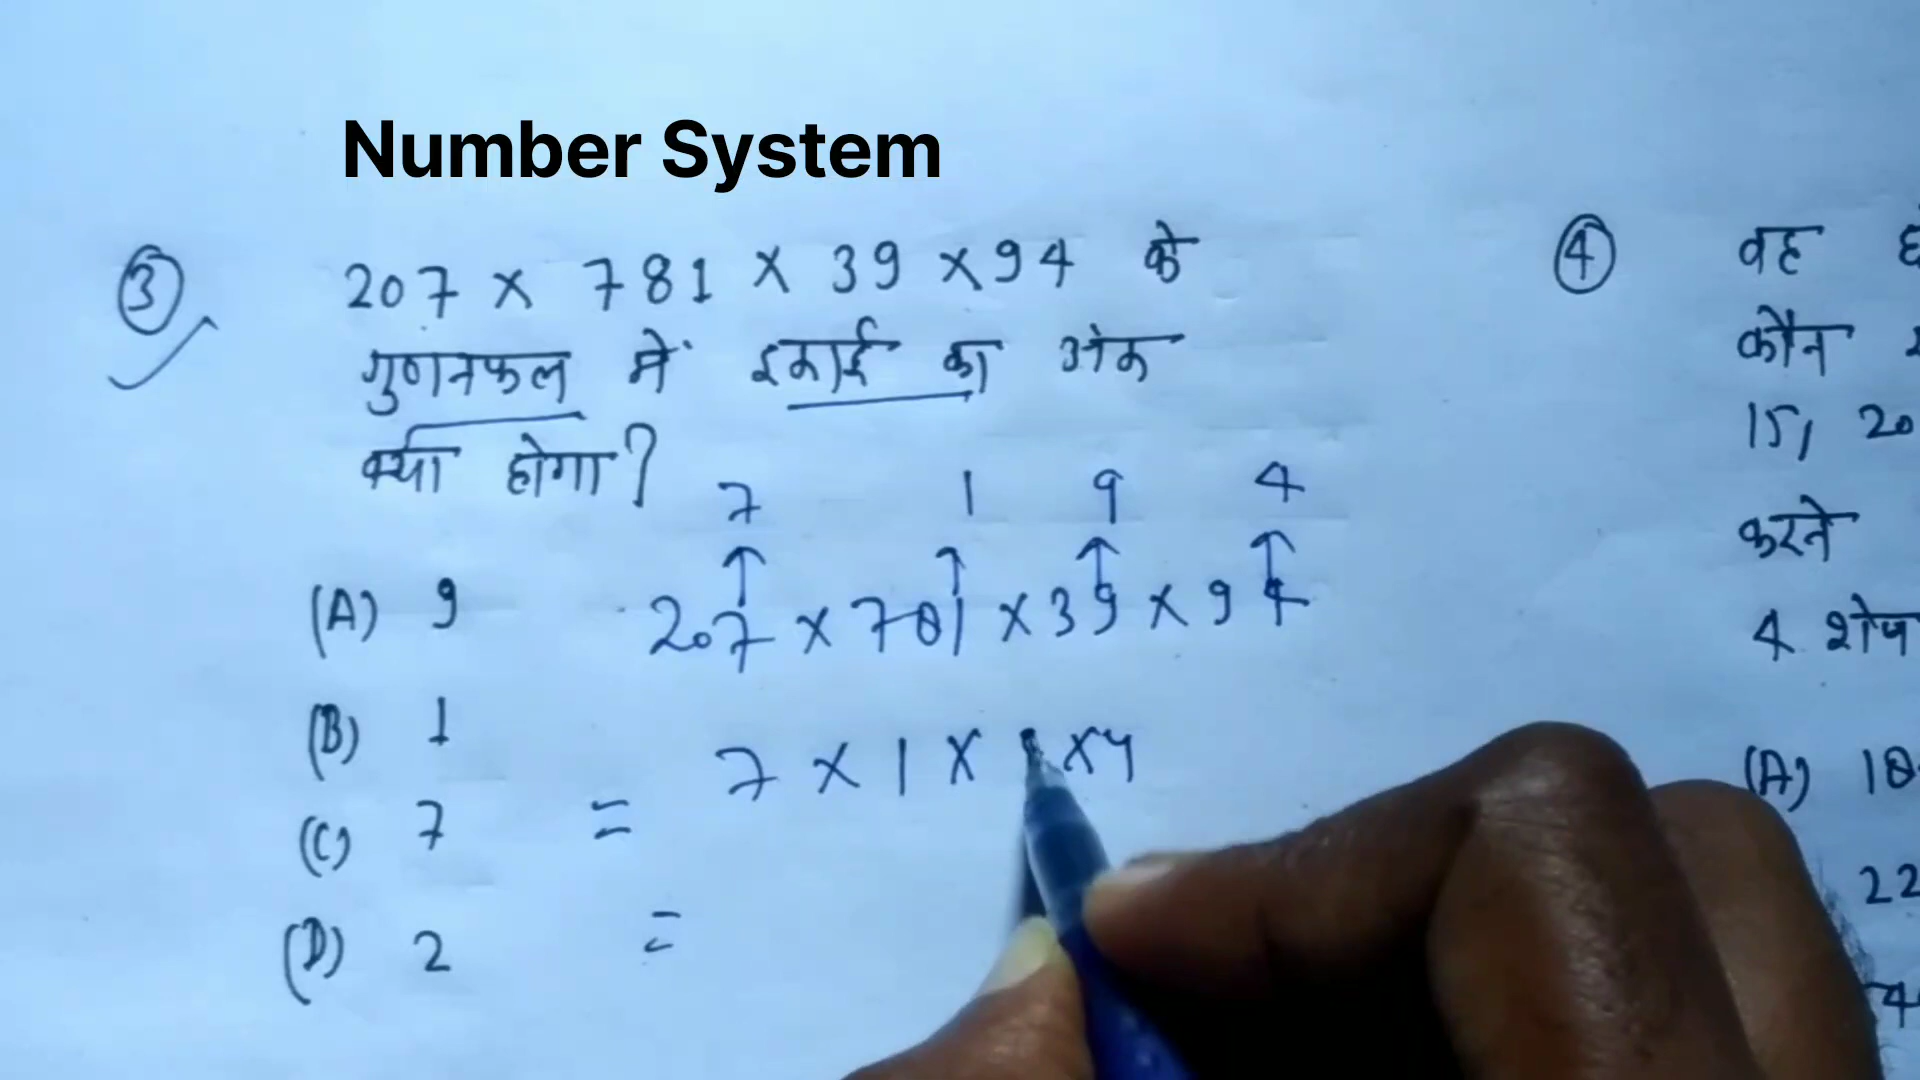 Number System
③ 207 × 781 × 39 × 94 के
गुणनफल में इकाई का अंक
क्या होगा?
7 1 9 4
(A) 9
207 × 781 × 39 × 94
(B) 1
7 × 1 × × 4
(C) 7 =
(D) 2 =
④ वह
कौन
15, 20
करने
4 शेष
(A) 18
22
4